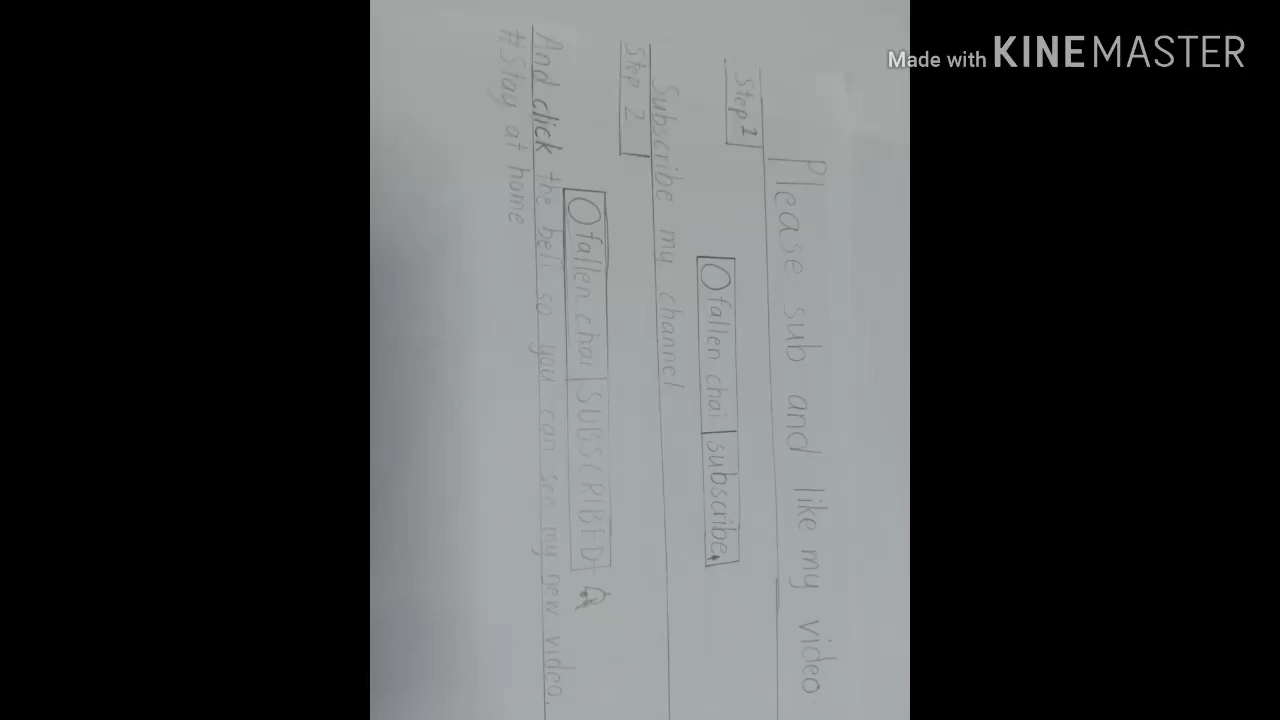 Made with KINEMASTER
Please sub and like my video.
Step 1
fallen chai subscribe
Subscribe my channel
Step 2
fallen chai SUBSCRIBED
And click the bell so you can see my new video.
#Stay at home